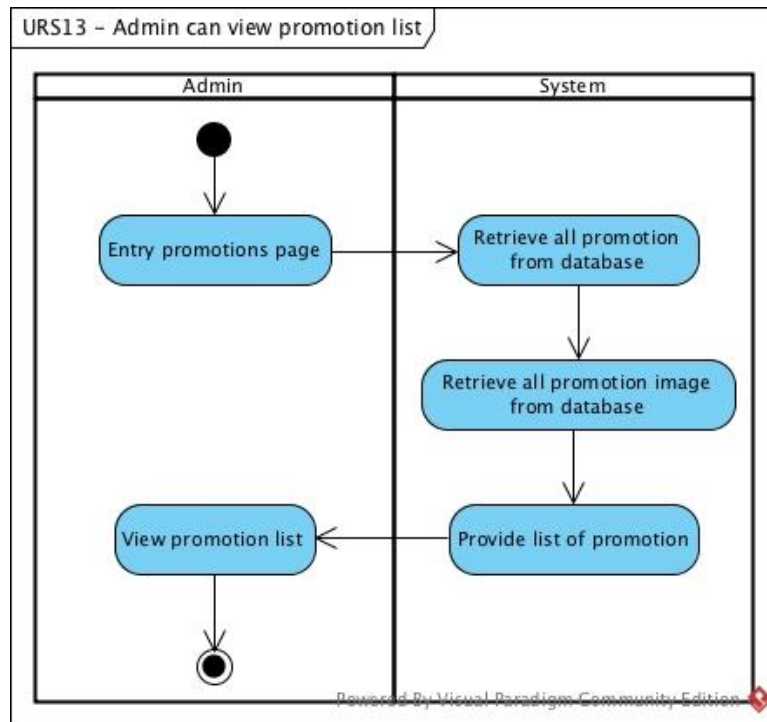 URS13 - Admin can view promotion list
Admin
System
Entry promotions page
Retrieve all promotion
from database
Retrieve all promotion image
from database
View promotion list
Provide list of promotion
Powered By Visual Paradigm Community Edition